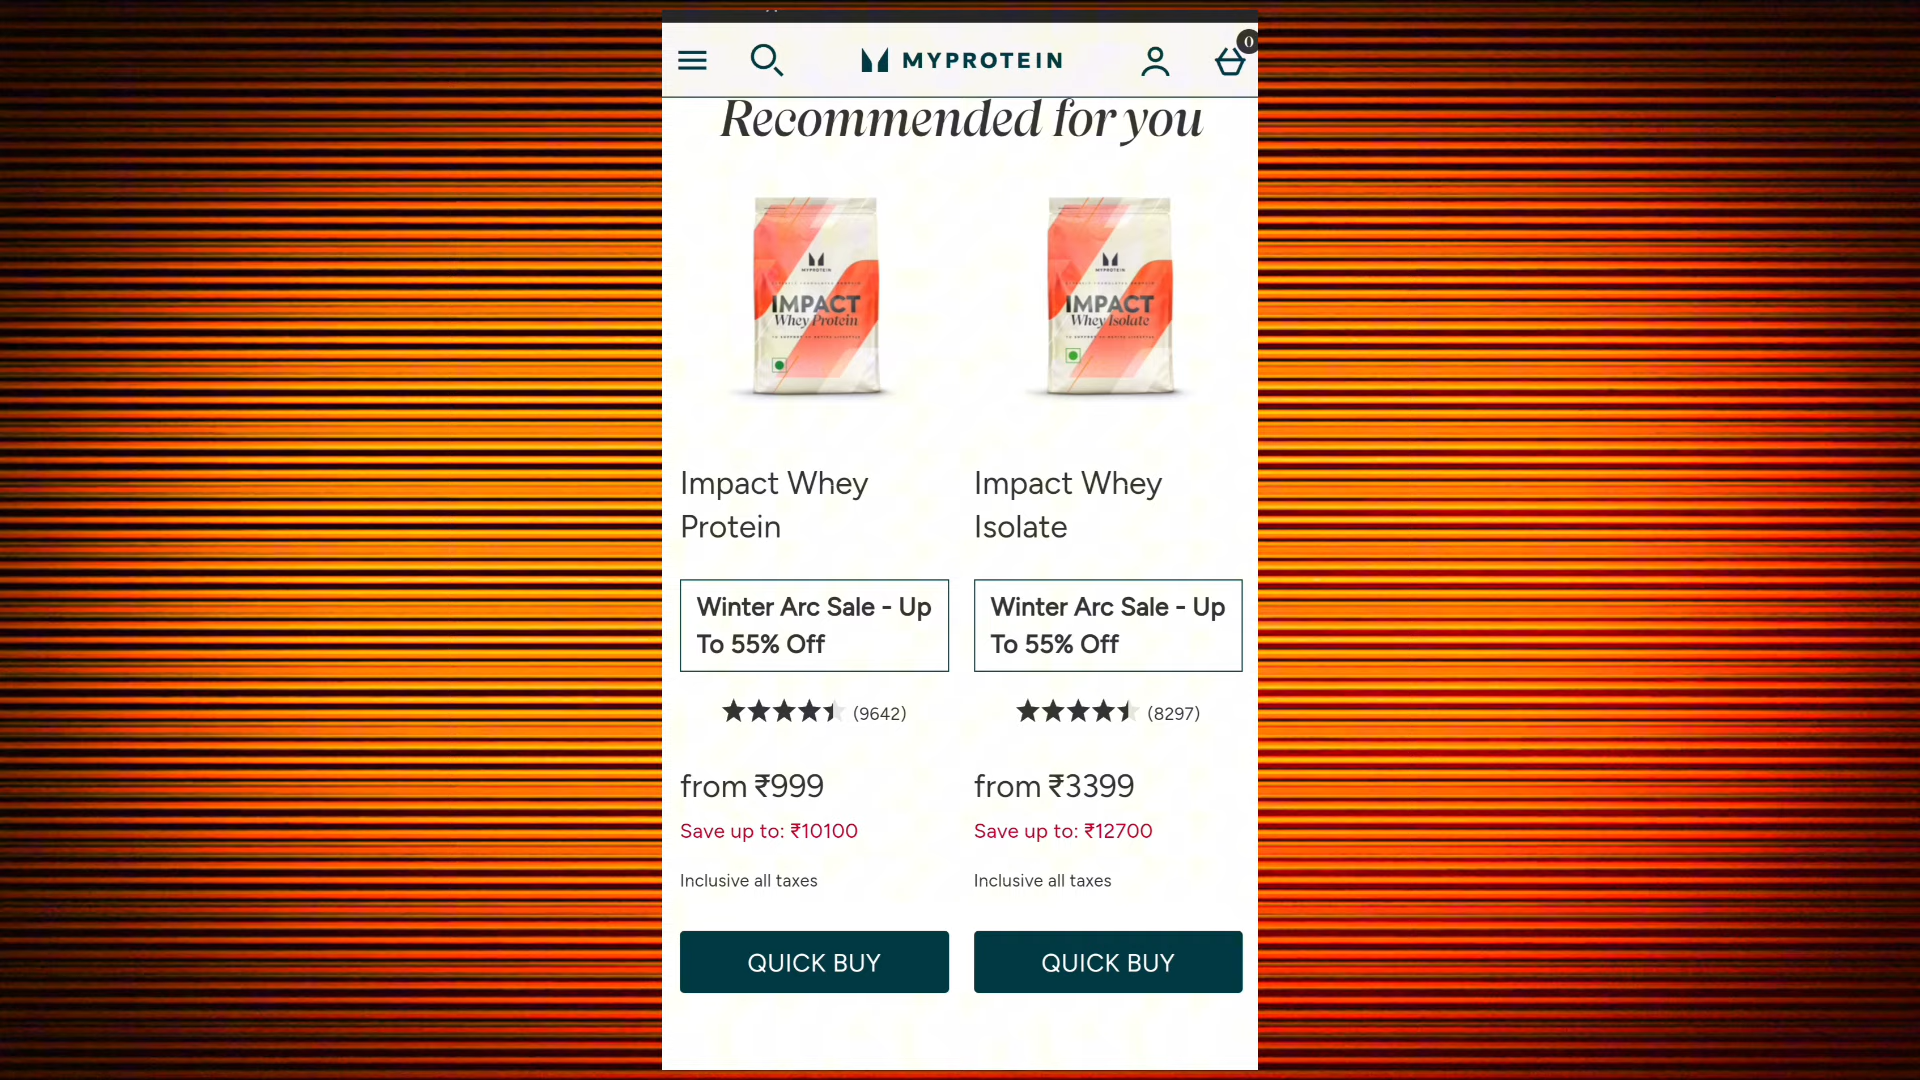 0
MYPROTEIN
Recommended for you
MYPROTEIN
IMPACT
Whey Protein
MYPROTEIN
IMPACT
Whey Isolate
Impact Whey
Protein
Impact Whey
Isolate
Winter Arc Sale - Up
To 55% Off
Winter Arc Sale - Up
To 55% Off
(9642)
(8297)
from ₹999
from ₹3399
Save up to: ₹10100
Save up to: ₹12700
Inclusive all taxes
Inclusive all taxes
QUICK BUY
QUICK BUY